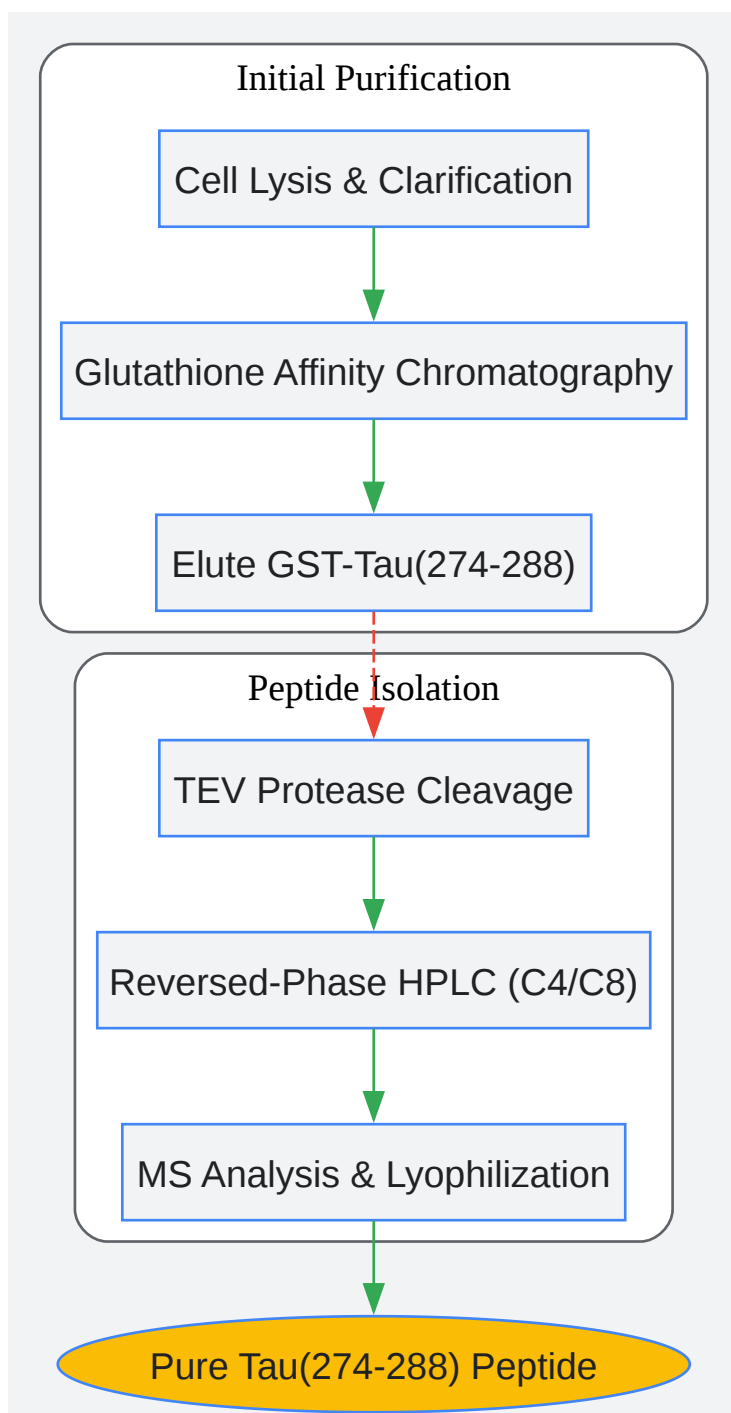 Initial Purification
Cell Lysis & Clarification
Glutathione Affinity Chromatography
Elute GST-Tau(274-288)
Peptide Isolation
TEV Protease Cleavage
Reversed-Phase HPLC (C4/C8)
MS Analysis & Lyophilization
Pure Tau(274-288) Peptide